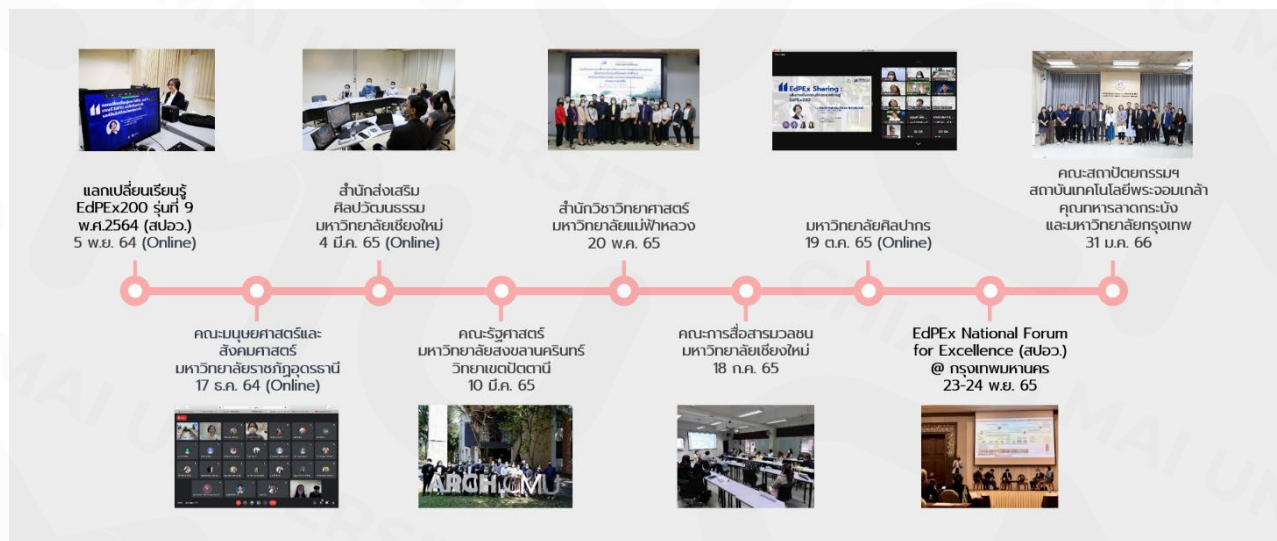 แลกเปลี่ยนเรียนรู้
EdPEx200 รุ่นที่ 9
พ.ศ.2564 (สปอว.)
5 พ.ย. 64 (Online)
คณะมนุษยศาสตร์และ
สังคมศาสตร์
มหาวิทยาลัยราชภัฏอุดรธานี
17 ธ.ค. 64 (Online)
สำนักส่งเสริม
ศิลปวัฒนธรรม
มหาวิทยาลัยเชียงใหม่
4 มี.ค. 65 (Online)
คณะรัฐศาสตร์
มหาวิทยาลัยสงขลานครินทร์
วิทยาเขตปัตตานี
10 มี.ค. 65
ARCH CMU
สำนักวิชาวิทยาศาสตร์
มหาวิทยาลัยแม่ฟ้าหลวง
20 พ.ค. 65
คณะการสื่อสารมวลชน
มหาวิทยาลัยเชียงใหม่
18 ก.ค. 65
EdPEx Sharing :
มหาวิทยาลัยศิลปากร
19 ต.ค. 65 (Online)
EdPEx National Forum
for Excellence (สปอว.)
@ กรุงเทพมหานคร
23-24 พ.ย. 65
คณะสถาปัตยกรรมฯ
สถาบันเทคโนโลยีพระจอมเกล้า
คุณทหารลาดกระบัง
และมหาวิทยาลัยกรุงเทพ
31 ม.ค. 66